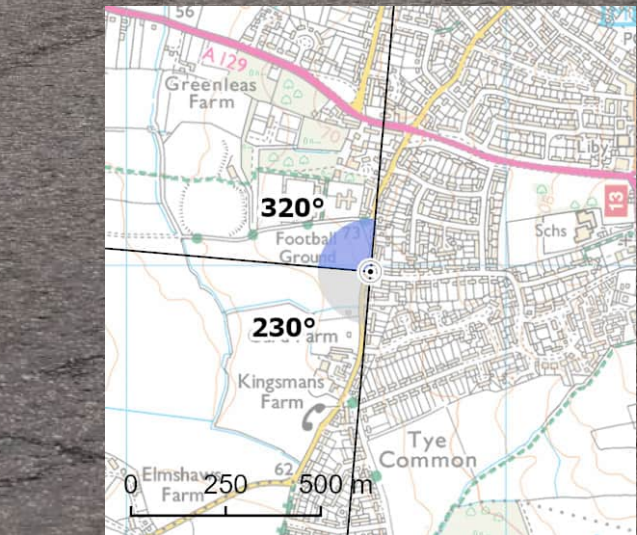 56
A 129
Greenleas
Farm
70
Liby
13
320°
73
Football
Ground
Schs
230°
Farm
Kingsmans
Farm
Tye
Common
Elmshaws
Farm
62
0 250 500 m